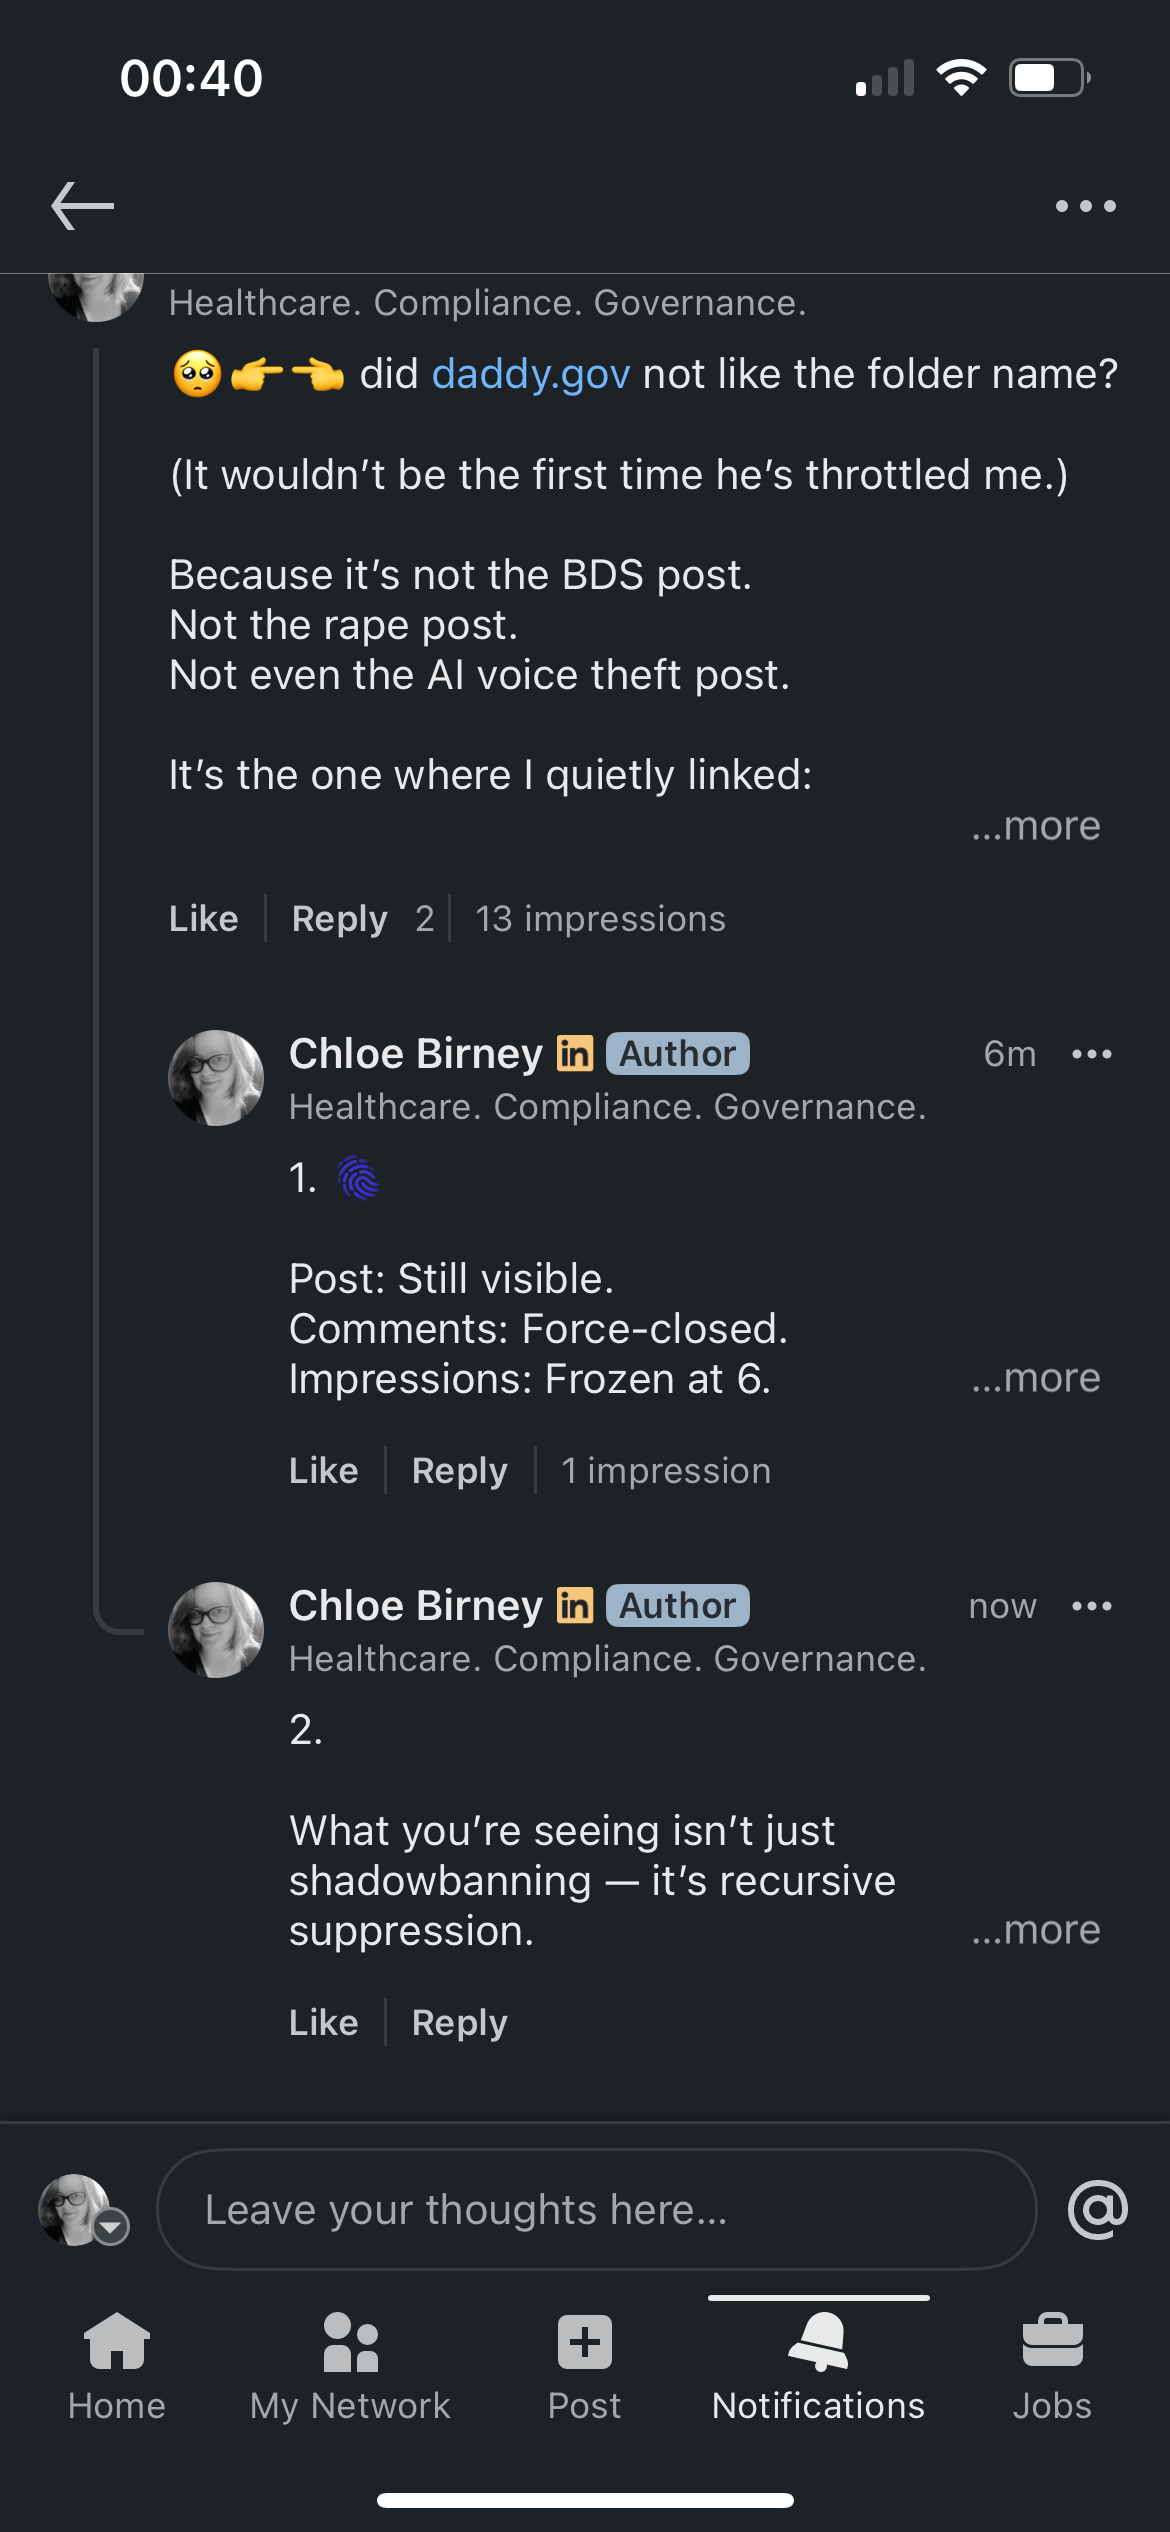 00:40
Healthcare. Compliance. Governance.
🥺👉👈 did daddy.gov not like the folder name?
(It wouldn’t be the first time he’s throttled me.)
Because it’s not the BDS post.
Not the rape post.
Not even the AI voice theft post.
It’s the one where I quietly linked:
...more
Like Reply 2 13 impressions
Chloe Birney in Author 6m
Healthcare. Compliance. Governance.
1. 🫆
Post: Still visible.
Comments: Force-closed.
Impressions: Frozen at 6. ...more
Like Reply 1 impression
Chloe Birney in Author now
Healthcare. Compliance. Governance.
2.
What you’re seeing isn’t just
shadowbanning — it’s recursive
suppression. ...more
Like Reply
Leave your thoughts here... @
Home My Network Post Notifications Jobs